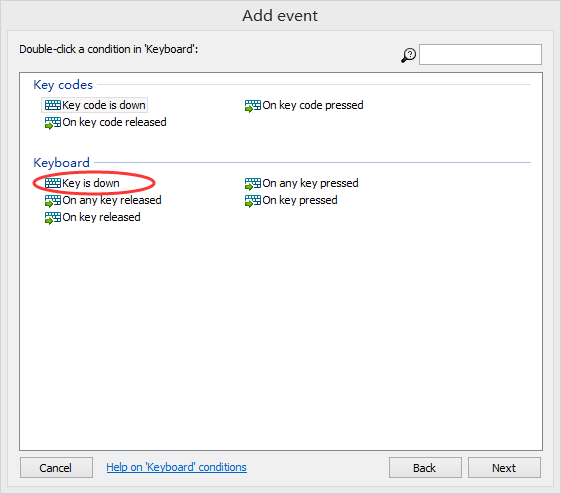 Add event
Double-click a condition in 'Keyboard':
Key codes
Key code is down On key code pressed
On key code released
Keyboard
Key is down On any key pressed
On any key released On key pressed
On key released
Cancel Help on 'Keyboard' conditions Back Next